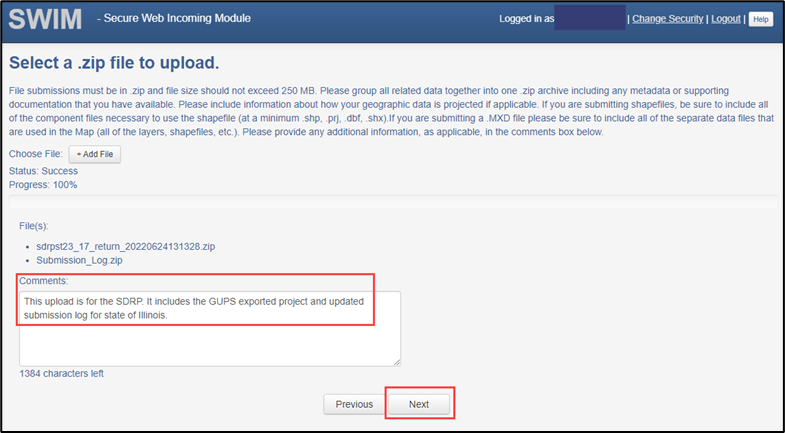 SWIM - Secure Web Incoming Module
Logged in as | Change Security | Logout | Help
Select a .zip file to upload.
File submissions must be in .zip and file size should not exceed 250 MB. Please group all related data together into one .zip archive including any metadata or supporting
documentation that you have available. Please include information about how your geographic data is projected if applicable. If you are submitting shapefiles, be sure to include all
of the component files necessary to use the shapefile (at a minimum .shp, .prj, .dbf, .shx).If you are submitting a .MXD file please be sure to include all of the separate data files that
are used in the Map (all of the layers, shapefiles, etc.). Please provide any additional information, as applicable, in the comments box below.
Choose File: + Add File
Status: Success
Progress: 100%
File(s):
• sdrpst23_17_return_20220624131328.zip
• Submission_Log.zip
Comments:
This upload is for the SDRP. It includes the GUPS exported project and updated
submission log for state of Illinois.
1384 characters left
Previous Next